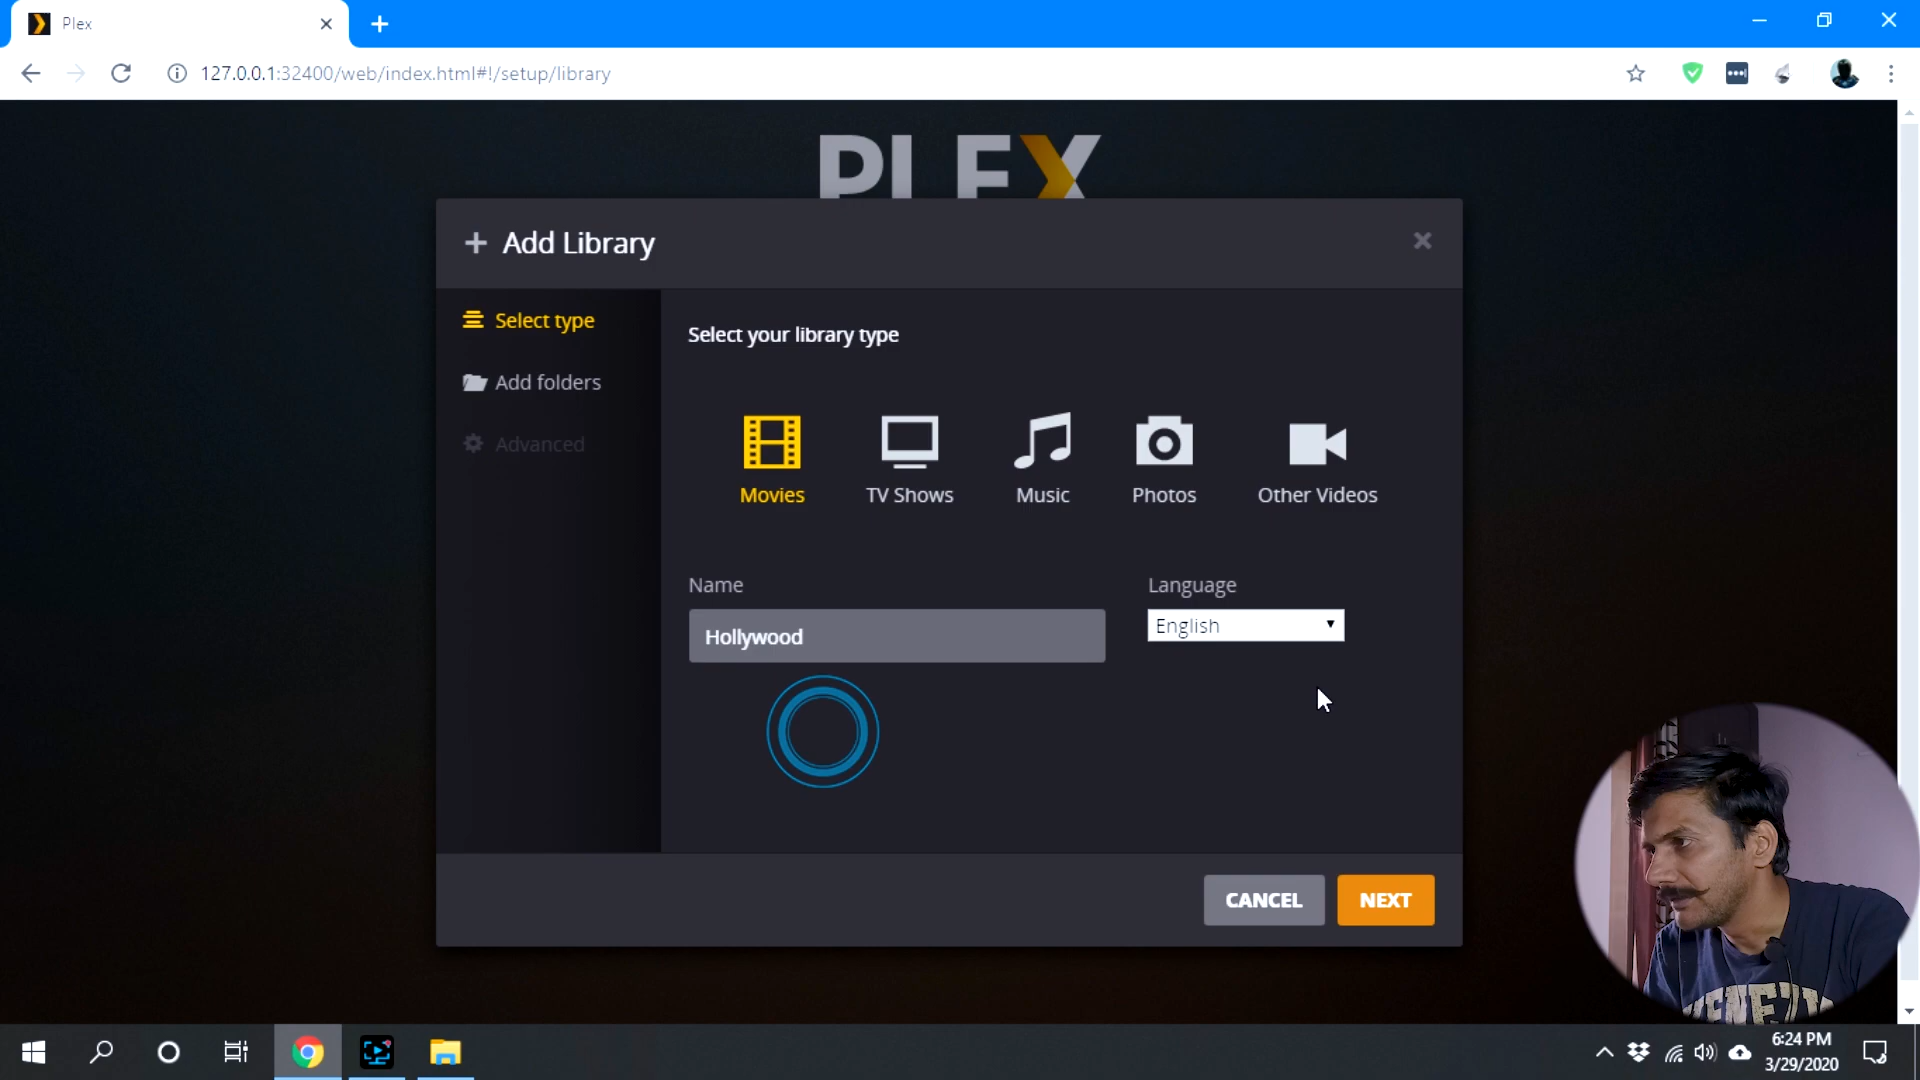 Plex
127.0.0.1:32400/web/index.html#!/setup/library
PLEX
Add Library
Select type
Add folders
Advanced
Select your library type
Movies
TV Shows
Music
Photos
Other Videos
Name
Language
Hollywood
English
CANCEL
NEXT
6:24 PM
3/29/2020